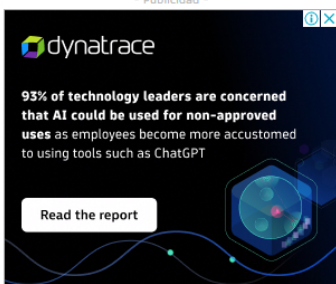 - Publicidad -
dynatrace
93% of technology leaders are concerned
that AI could be used for non-approved
uses as employees become more accustomed
to using tools such as ChatGPT
Read the report